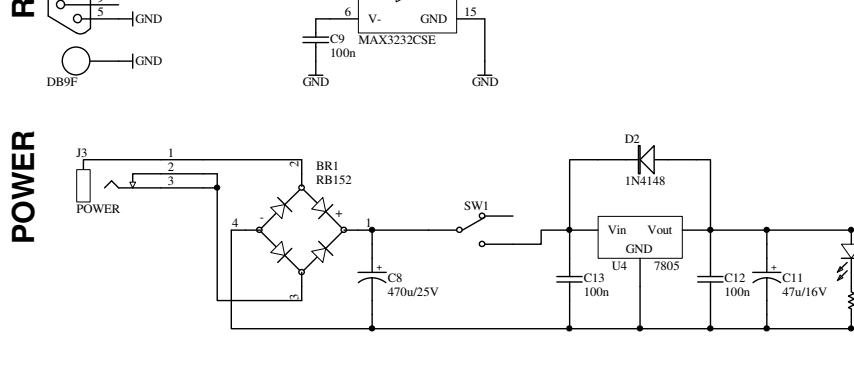 R
5
GND
GND
DB9F
6
V-
GND
15
C9
100n
MAX3232CSE
GND
GND
POWER
J3
1
2
3
POWER
2
BR1
RB152
4
-
+
1
3
C8
+
470u/25V
SW1
D2
1N4148
Vin
Vout
GND
U4
7805
C13
100n
C12
100n
+
C11
47u/16V